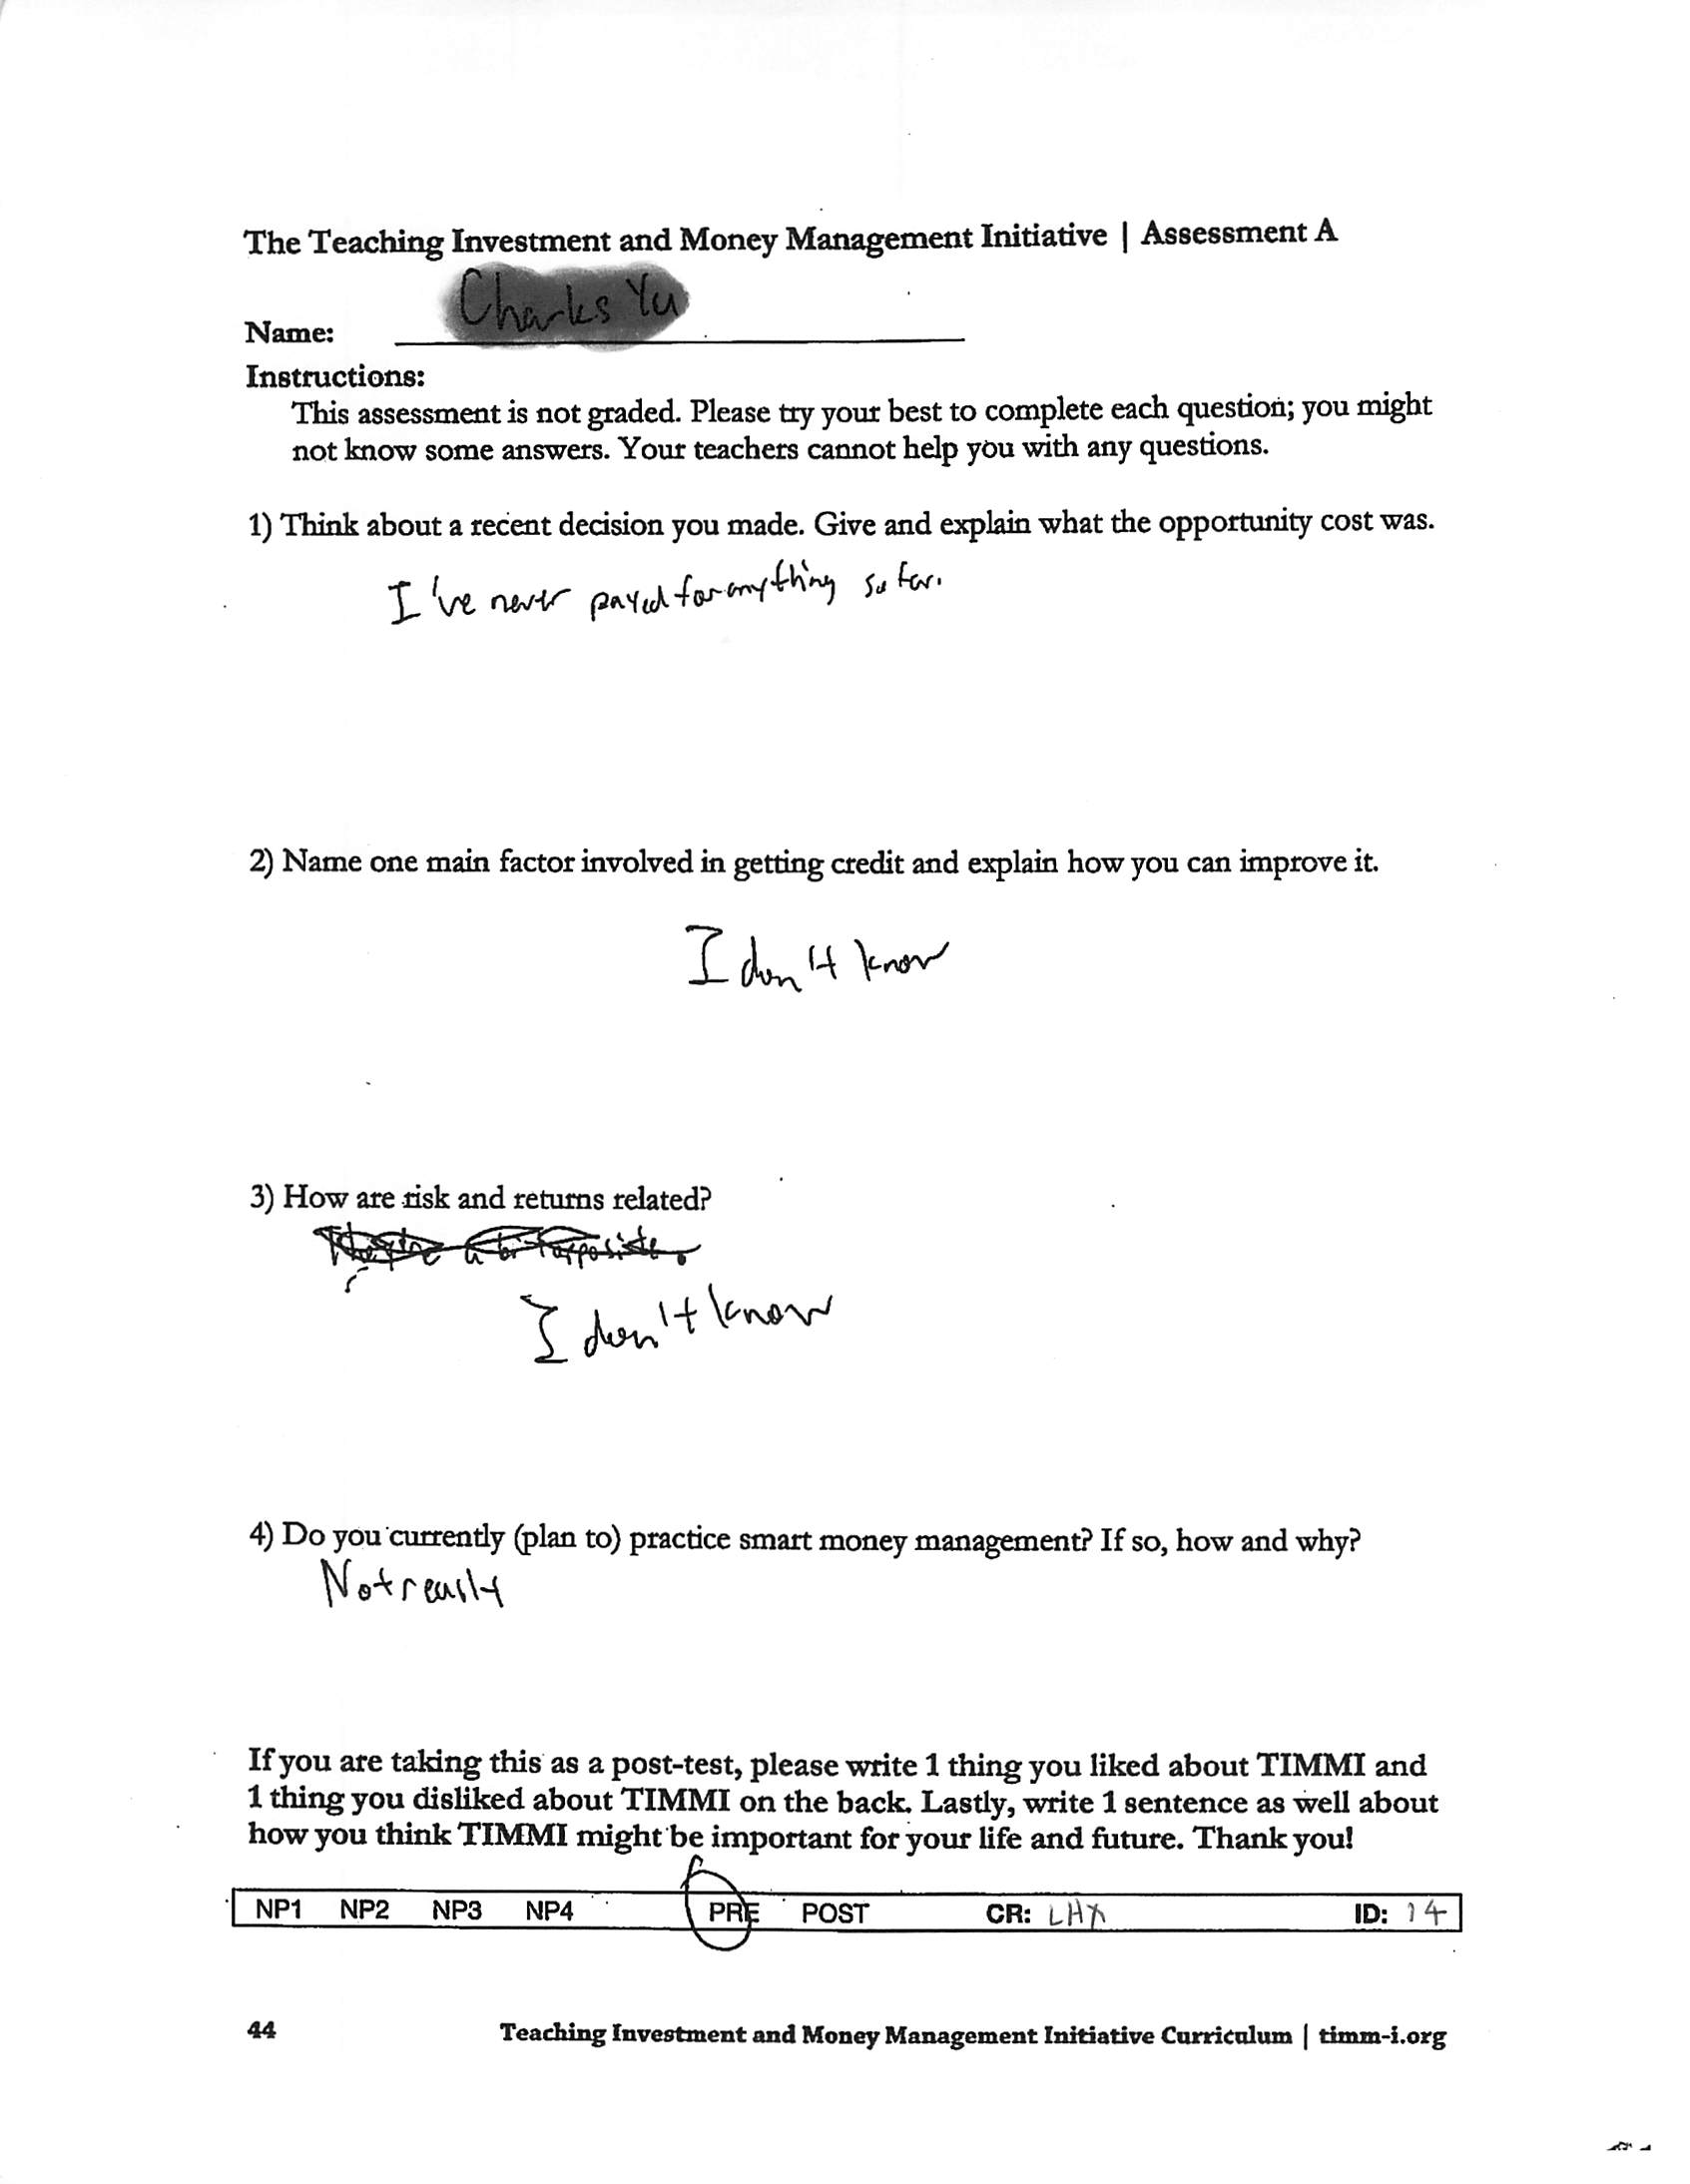 The Teaching Investment and Money Management Initiative | Assessment A
Name: Charles Yu
Instructions:
This assessment is not graded. Please try your best to complete each question; you might
not know some answers. Your teachers cannot help you with any questions.
1) Think about a recent decision you made. Give and explain what the opportunity cost was.
I've never payed for anything so far.
2) Name one main factor involved in getting credit and explain how you can improve it.
I don't know
3) How are risk and returns related?
I don't know
4) Do you currently (plan to) practice smart money management? If so, how and why?
Not really
If you are taking this as a post-test, please write 1 thing you liked about TIMMI and
1 thing you disliked about TIMMI on the back. Lastly, write 1 sentence as well about
how you think TIMMI might be important for your life and future. Thank you!
NP1 NP2 NP3 NP4 PRE POST CR: LHA ID: 14
44 Teaching Investment and Money Management Initiative Curriculum | timm-i.org